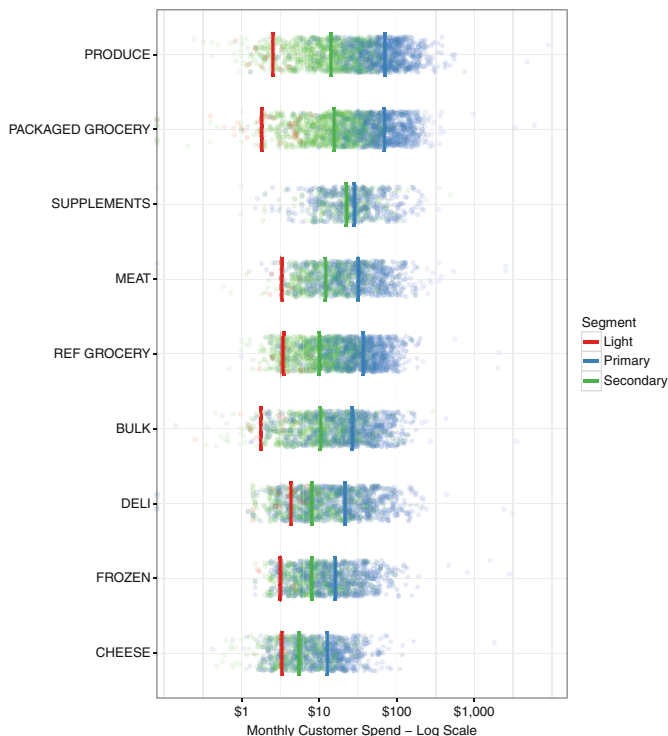 PRODUCE
PACKAGED GROCERY
SUPPLEMENTS
MEAT
REF GROCERY
BULK
DELI
FROZEN
CHEESE
Segment
Light
Primary
Secondary
$1 $10 $100 $1,000
Monthly Customer Spend − Log Scale